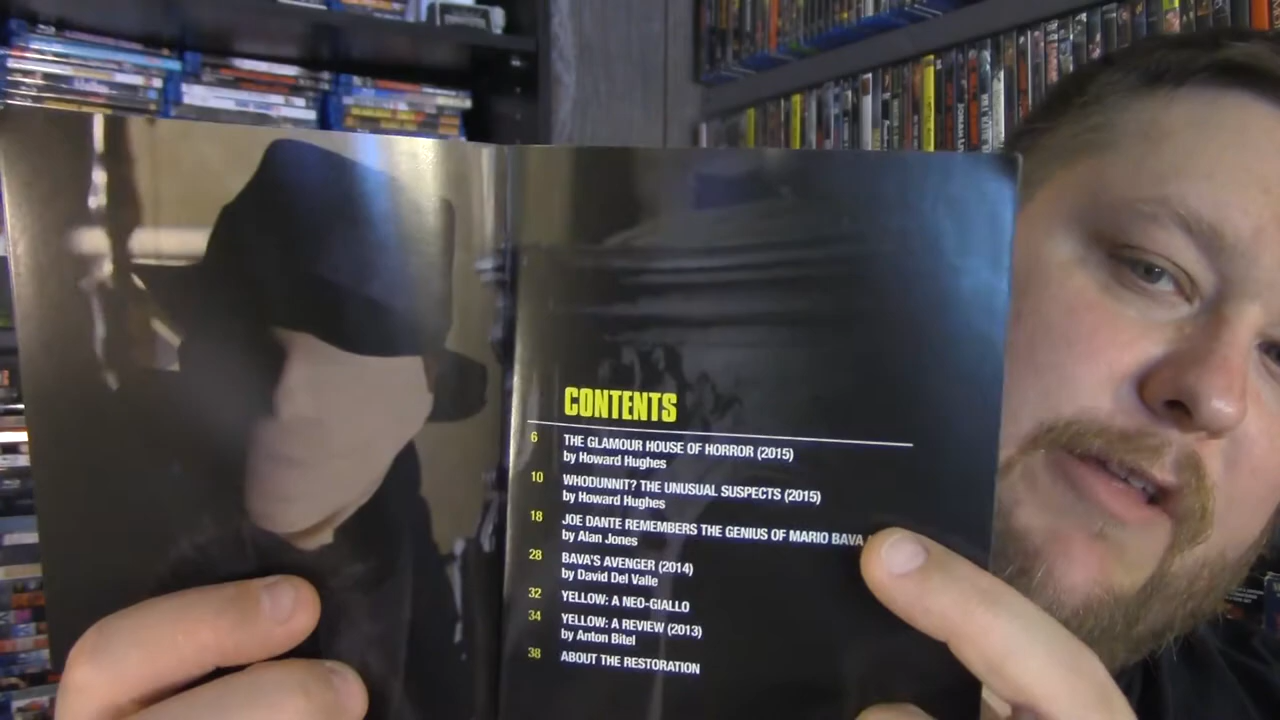 CONTENTS
6 THE GLAMOUR HOUSE OF HORROR (2015)
by Howard Hughes
10 WHODUNNIT? THE UNUSUAL SUSPECTS (2015)
by Howard Hughes
18 JOE DANTE REMEMBERS THE GENIUS OF MARIO BAVA
by Alan Jones
28 BAVA'S AVENGER (2014)
by David Del Valle
32 YELLOW: A NEO-GIALLO
34 YELLOW: A REVIEW (2013)
by Anton Bitel
38 ABOUT THE RESTORATION